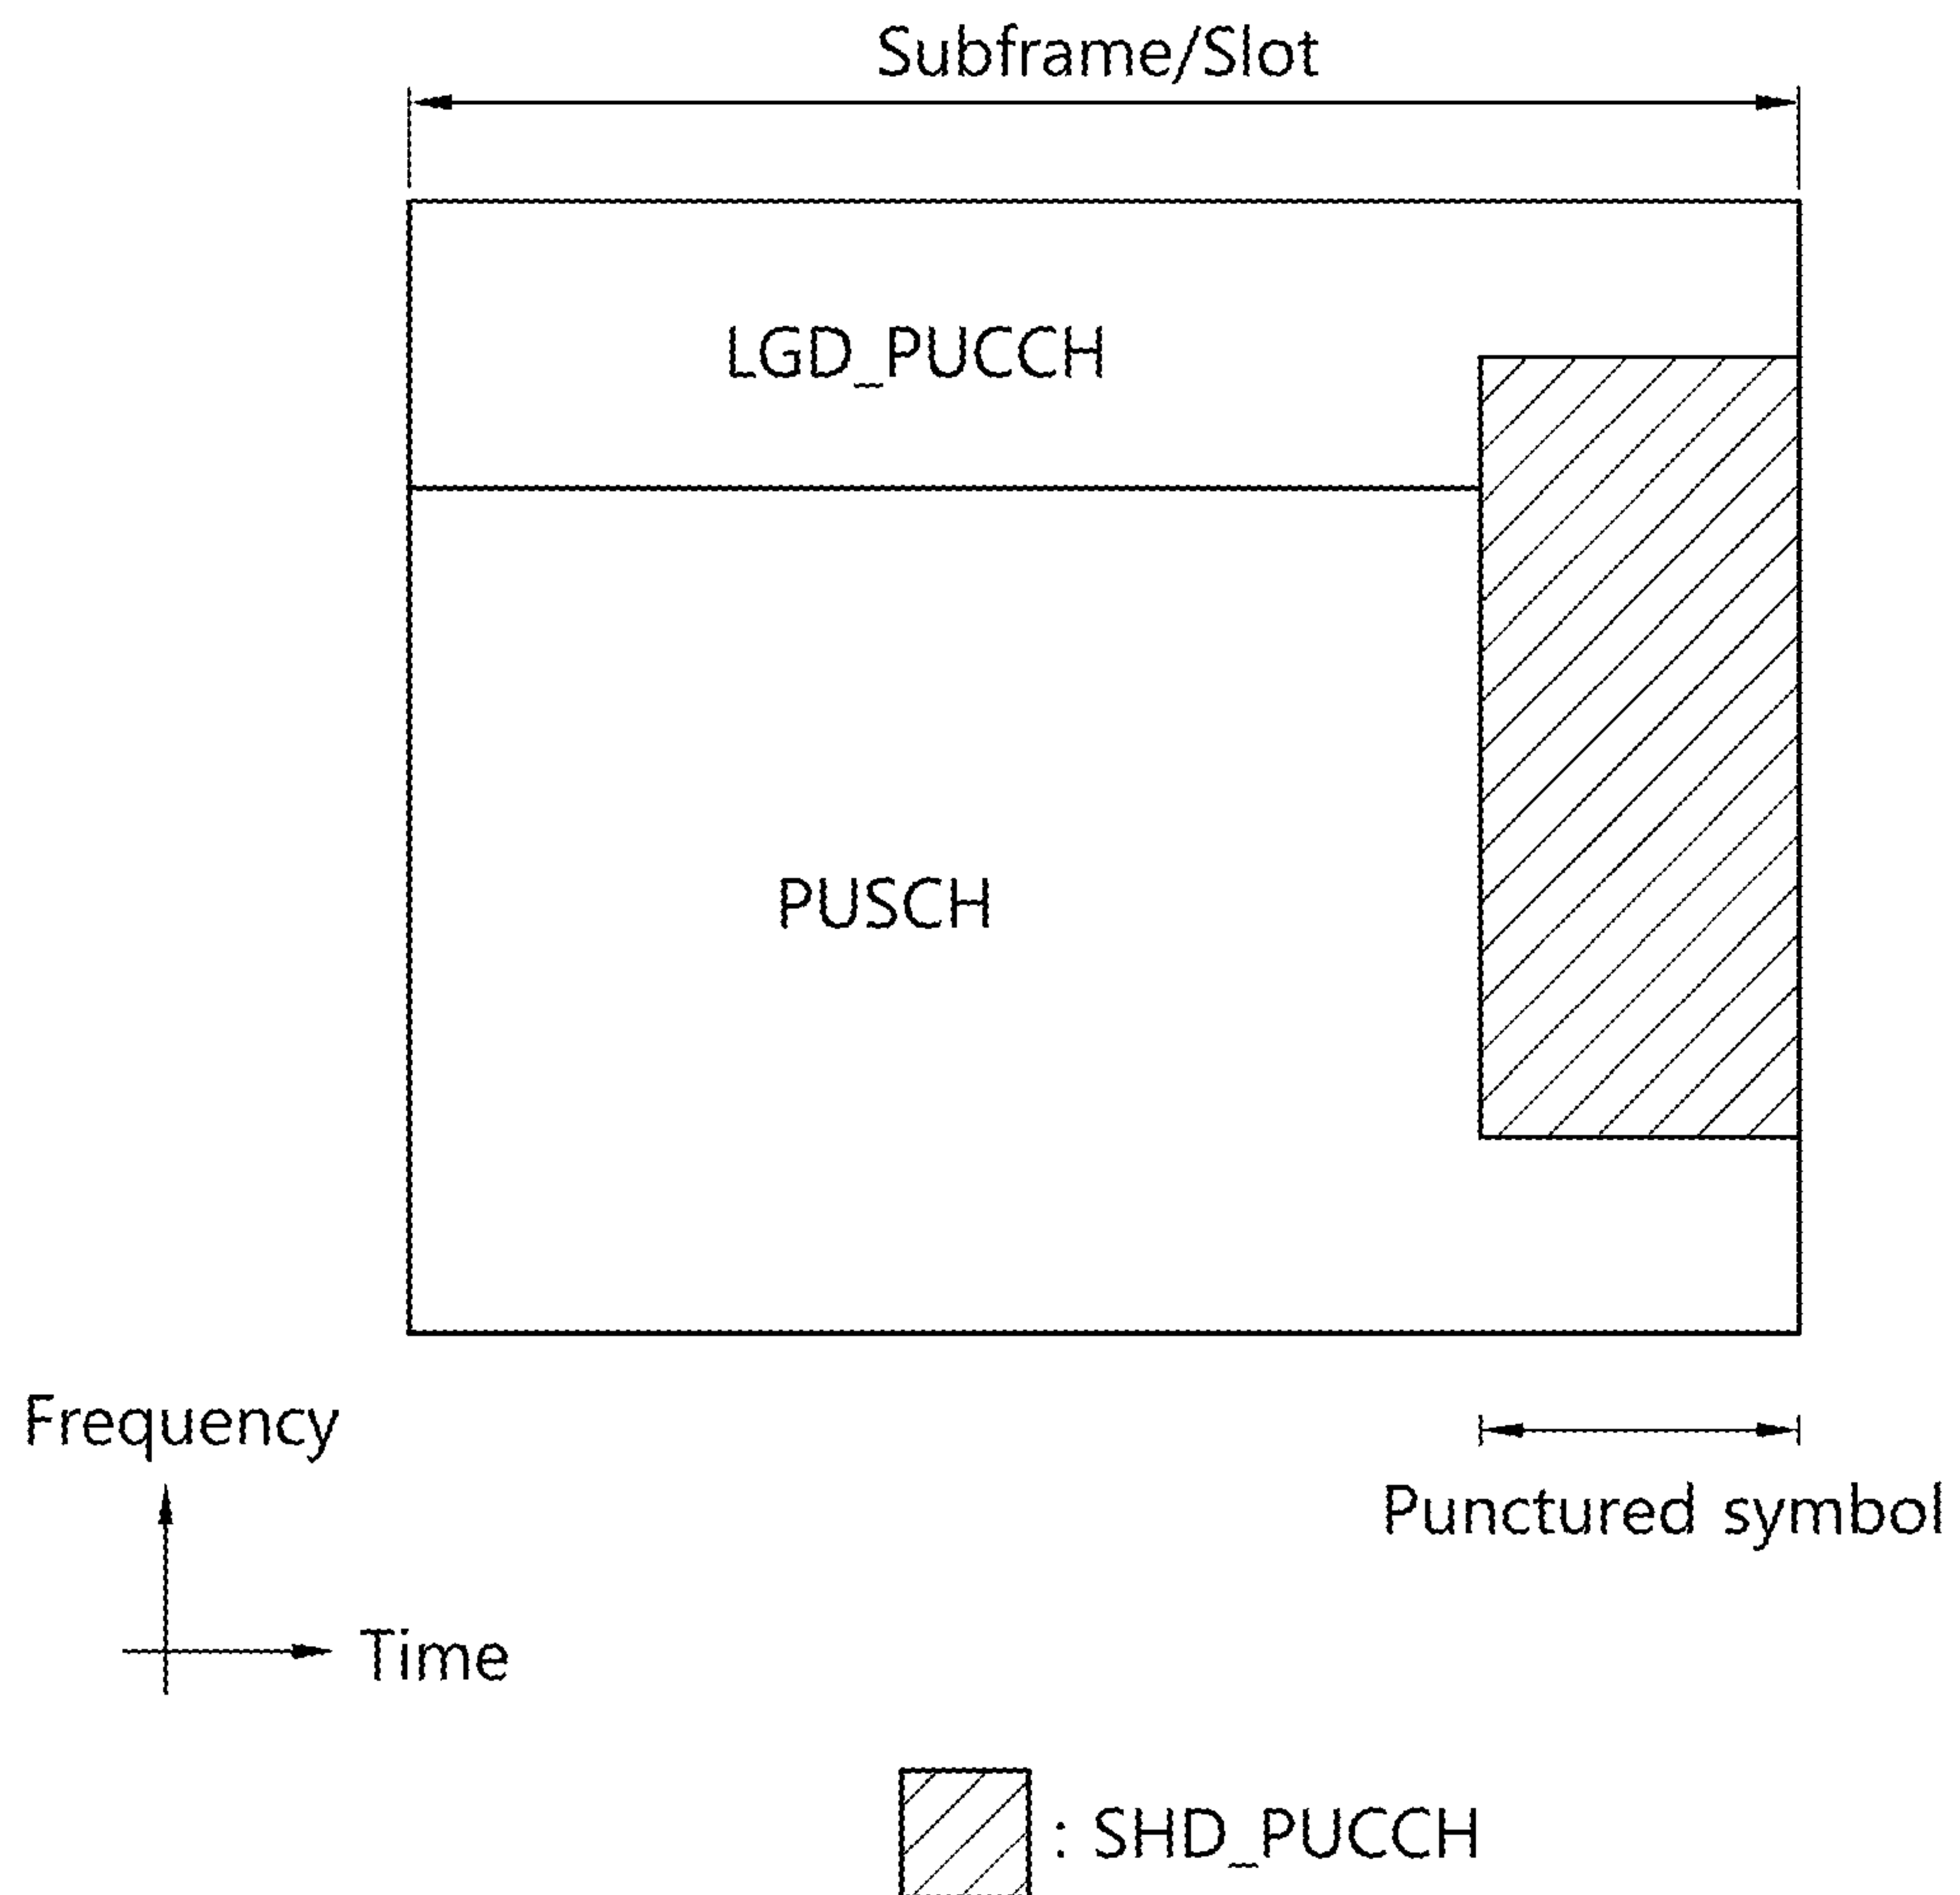 Subframe/Slot
LGD_PUCCH
PUSCH
Frequency
Punctured symbol
Time
: SHD_PUCCH